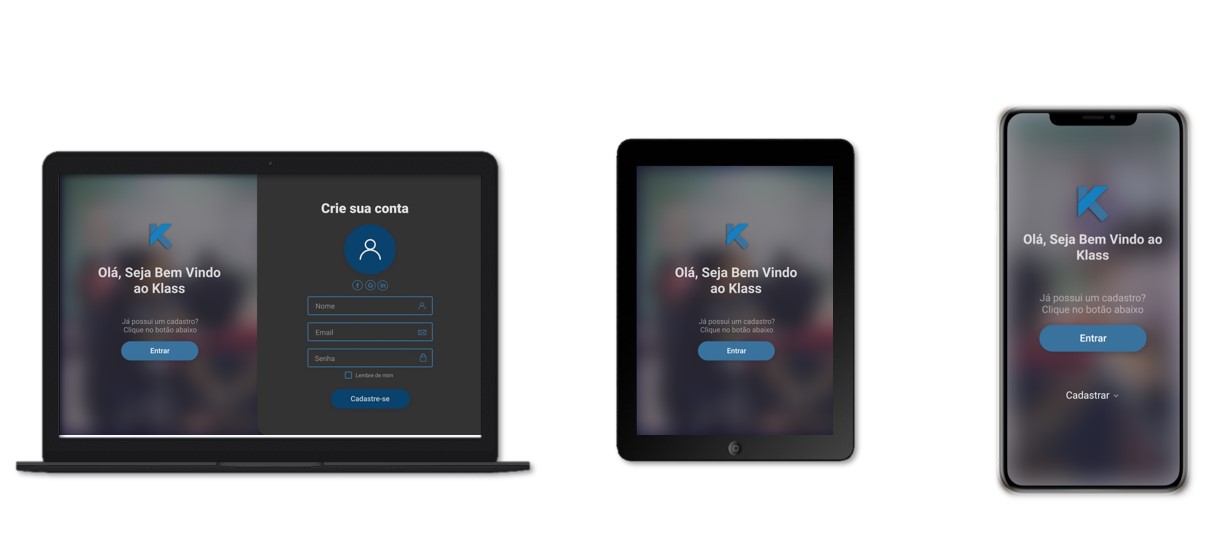 Olá, Seja Bem Vindo
ao Klass
Já possui um cadastro?
Clique no botão abaixo
Entrar
Crie sua conta
f
G
in
Nome
Email
Senha
Lembre de mim
Cadastre-se
Olá, Seja Bem Vindo
ao Klass
Já possui um cadastro?
Clique no botão abaixo
Entrar
Olá, Seja Bem Vindo ao
Klass
Já possui um cadastro?
Clique no botão abaixo
Entrar
Cadastrar